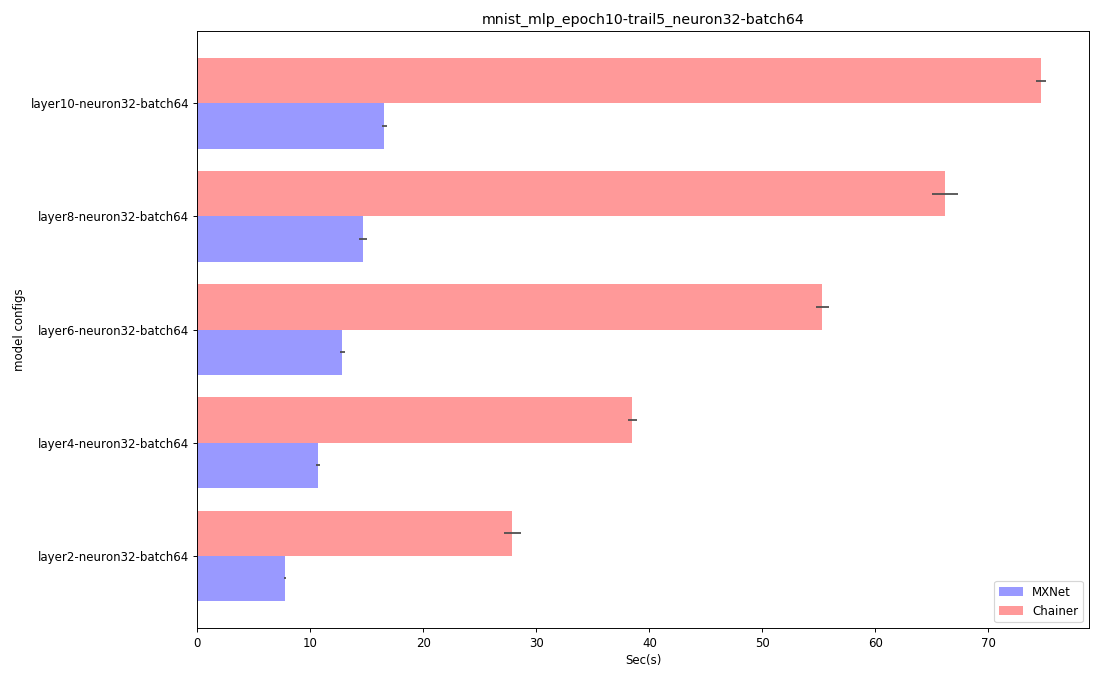 mnist_mlp_epoch10-trail5_neuron32-batch64
layer10-neuron32-batch64
layer8-neuron32-batch64
layer6-neuron32-batch64
layer4-neuron32-batch64
layer2-neuron32-batch64
model configs
0 10 20 30 40 50 60 70
Sec(s)
MXNet
Chainer